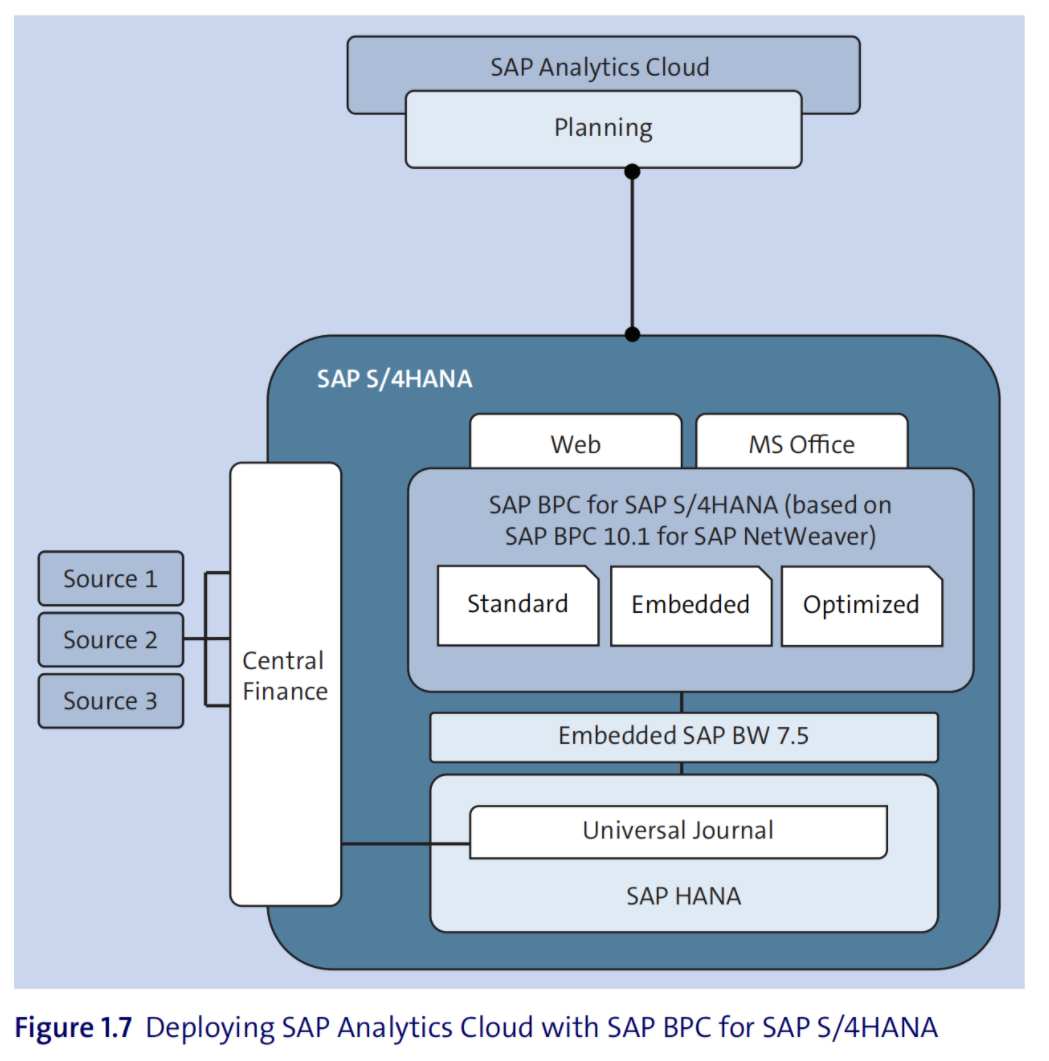 SAP Analytics Cloud
Planning
SAP S/4HANA
Web
MS Office
SAP BPC for SAP S/4HANA (based on
SAP BPC 10.1 for SAP NetWeaver)
Standard
Embedded
Optimized
Source 1
Source 2
Source 3
Central
Finance
Embedded SAP BW 7.5
Universal Journal
SAP HANA
Figure 1.7 Deploying SAP Analytics Cloud with SAP BPC for SAP S/4HANA